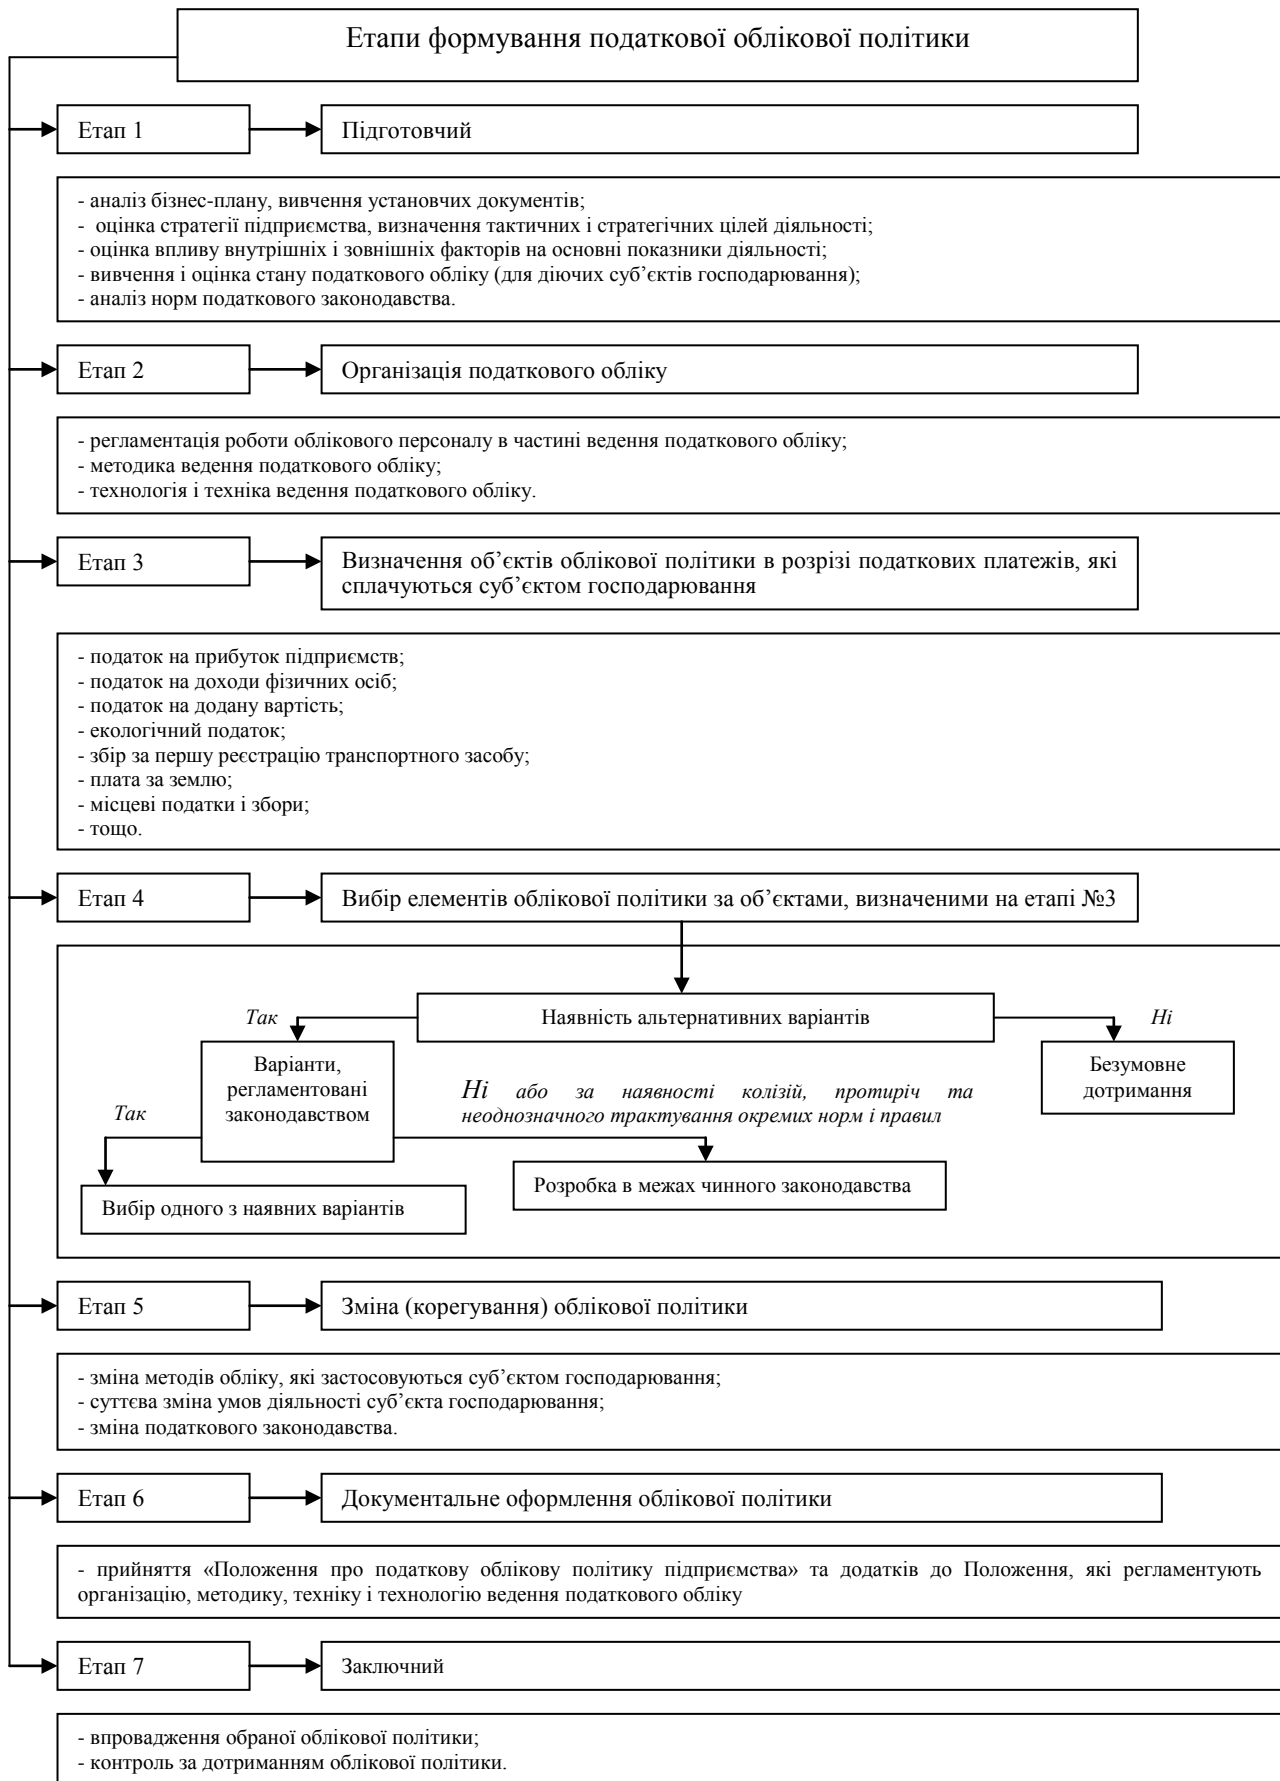 Етапи формування податкової облікової політики
Етап 1
Підготовчий
- аналіз бізнес-плану, вивчення установчих документів;
- оцінка стратегії підприємства, визначення тактичних і стратегічних цілей діяльності;
- оцінка впливу внутрішніх і зовнішніх факторів на основні показники діяльності;
- вивчення і оцінка стану податкового обліку (для діючих суб’єктів господарювання);
- аналіз норм податкового законодавства.
Етап 2
Організація податкового обліку
- регламентація роботи облікового персоналу в частині ведення податкового обліку;
- методика ведення податкового обліку;
- технологія і техніка ведення податкового обліку.
Етап 3
Визначення об’єктів облікової політики в розрізі податкових платежів, які
сплачуються суб’єктом господарювання
- податок на прибуток підприємств;
- податок на доходи фізичних осіб;
- податок на додану вартість;
- екологічний податок;
- збір за першу реєстрацію транспортного засобу;
- плата за землю;
- місцеві податки і збори;
- тощо.
Етап 4
Вибір елементів облікової політики за об’єктами, визначеними на етапі №3
Наявність альтернативних варіантів
Так
Ні
Варіанти,
регламентовані
законодавством
Безумовне
дотримання
Ні або за наявності колізій, протиріч та
неоднозначного трактування окремих норм і правил
Так
Розробка в межах чинного законодавства
Вибір одного з наявних варіантів
Етап 5
Зміна (корегування) облікової політики
- зміна методів обліку, які застосовуються суб’єктом господарювання;
- суттєва зміна умов діяльності суб’єкта господарювання;
- зміна податкового законодавства.
Етап 6
Документальне оформлення облікової політики
- прийняття «Положення про податкову облікову політику підприємства» та додатків до Положення, які регламентують
організацію, методику, техніку і технологію ведення податкового обліку
Етап 7
Заключний
- впровадження обраної облікової політики;
- контроль за дотриманням облікової політики.